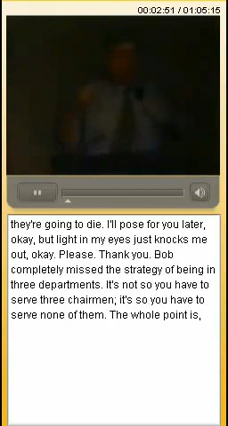 00:02:51 / 01:05:15
they're going to die. I'll pose for you later,
okay, but light in my eyes just knocks me
out, okay. Please. Thank you. Bob
completely missed the strategy of being in
three departments. It's not so you have to
serve three chairmen; it's so you have to
serve none of them. The whole point is,